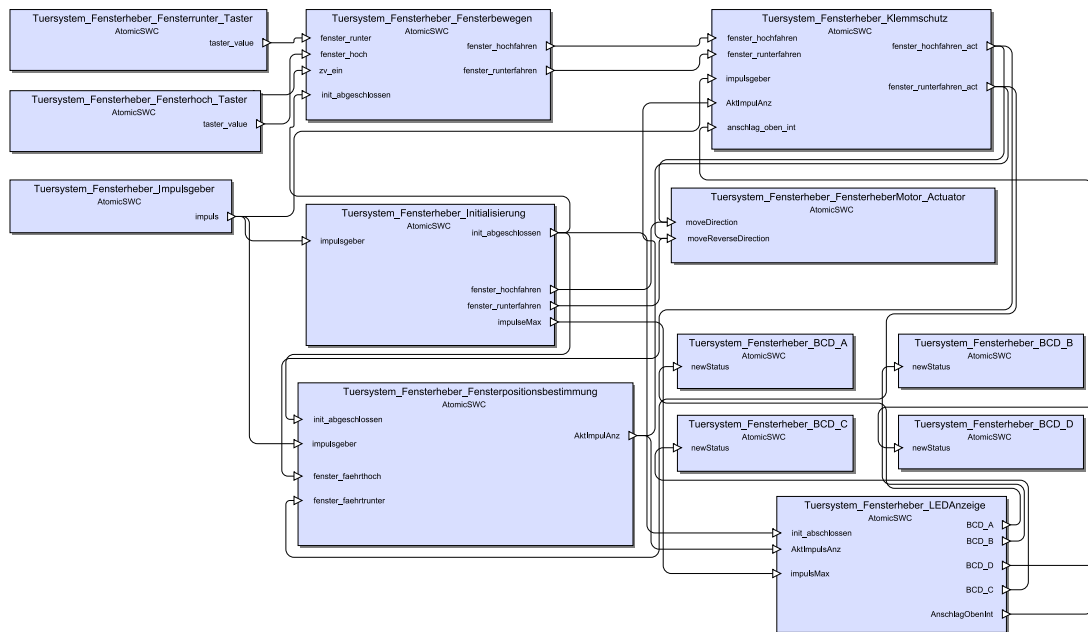 Tuersystem_Fensterheber_Fensterrunter_Taster
AtomicSWC
taster_value
Tuersystem_Fensterheber_Fensterhoch_Taster
AtomicSWC
taster_value
Tuersystem_Fensterheber_Impulsgeber
AtomicSWC
impuls
Tuersystem_Fensterheber_Fensterbewegen
AtomicSWC
fenster_runter
fenster_hoch
zv_ein
init_abgeschlossen
fenster_hochfahren
fenster_runterfahren
Tuersystem_Fensterheber_Klemmschutz
AtomicSWC
fenster_hochfahren
fenster_runterfahren
impulsgeber
AktImpulAnz
anschlag_oben_int
fenster_hochfahren_act
fenster_runterfahren_act
Tuersystem_Fensterheber_Initialisierung
AtomicSWC
impulsgeber
init_abgeschlossen
fenster_hochfahren
fenster_runterfahren
impulseMax
Tuersystem_Fensterheber_FensterheberMotor_Actuator
AtomicSWC
moveDirection
moveReverseDirection
Tuersystem_Fensterheber_BCD_A
AtomicSWC
newStatus
Tuersystem_Fensterheber_BCD_B
AtomicSWC
newStatus
Tuersystem_Fensterheber_BCD_C
AtomicSWC
newStatus
Tuersystem_Fensterheber_BCD_D
AtomicSWC
newStatus
Tuersystem_Fensterheber_Fensterpositionsbestimmung
AtomicSWC
init_abgeschlossen
impulsgeber
fenster_faehrthoch
fenster_faehrtrunter
AktImpulAnz
Tuersystem_Fensterheber_LEDAnzeige
AtomicSWC
init_abschlossen
AktImpulsAnz
impulsMax
BCD_A
BCD_B
BCD_D
BCD_C
AnschlagObenInt